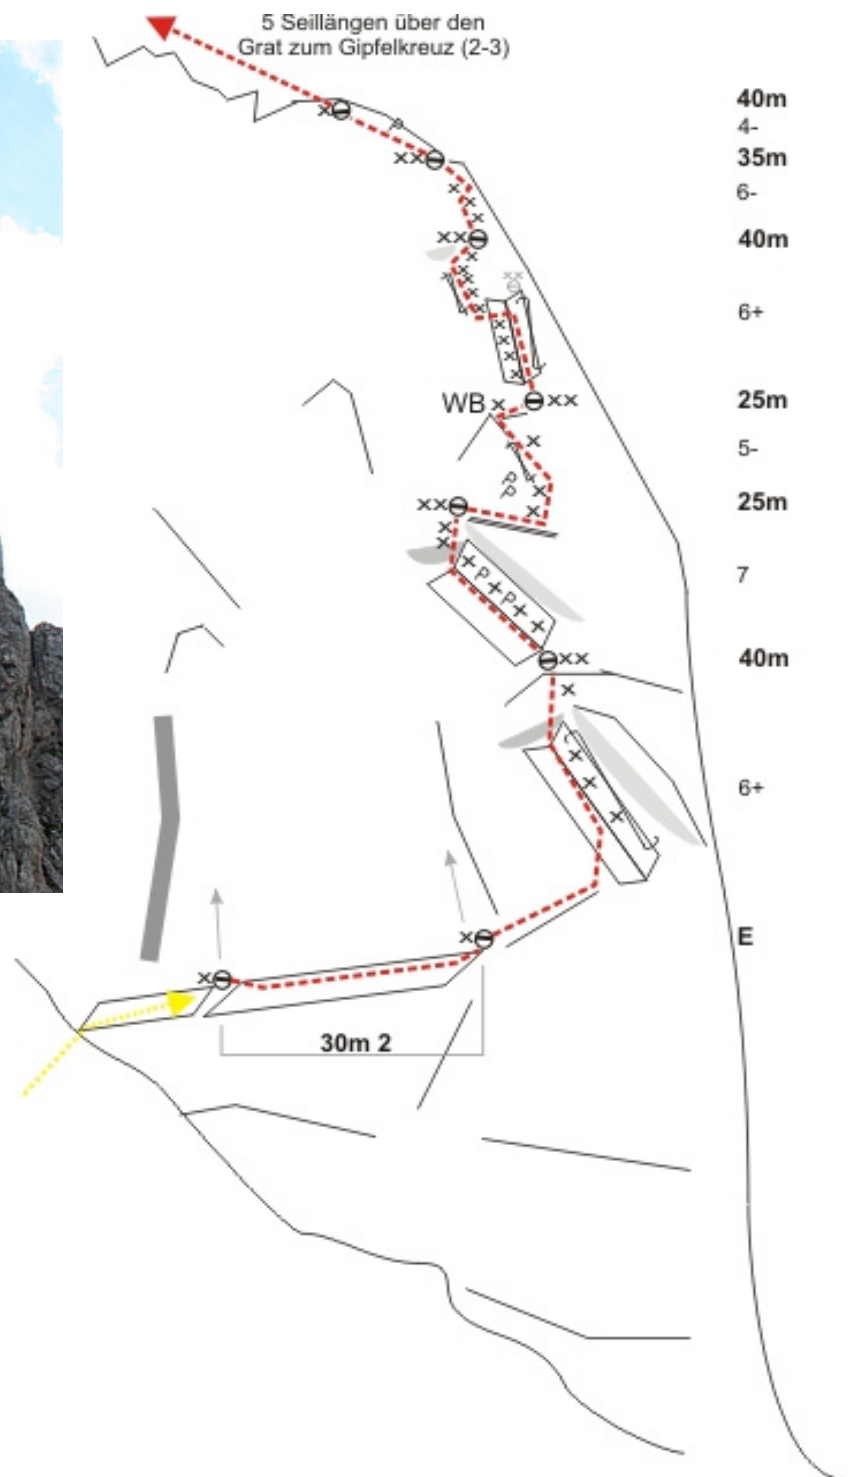 5 Seillängen über den
Grat zum Gipfelkreuz (2-3)
40m
4-
35m
6-
40m
6+
25m
WB
5-
25m
7
40m
6+
E
30m 2